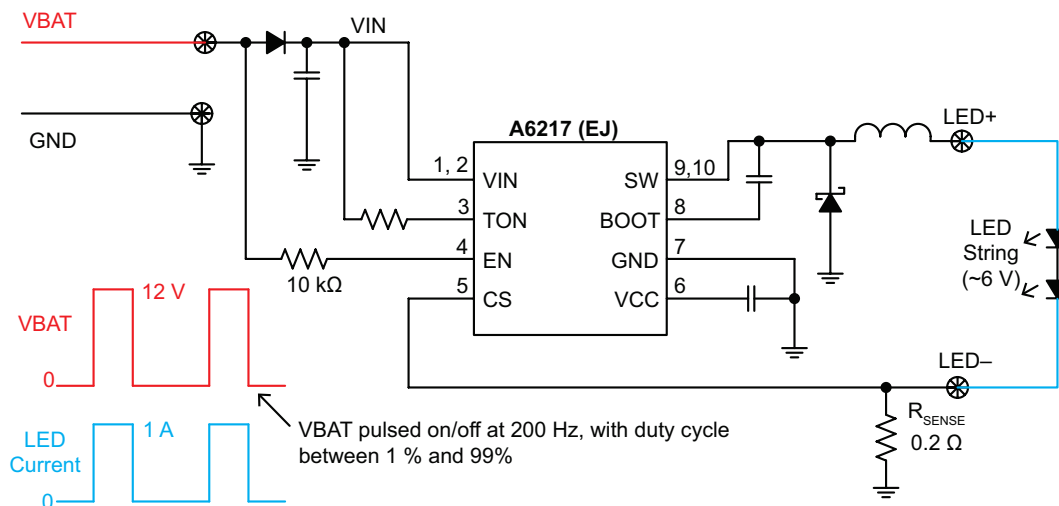 VBAT
VIN
GND
A6217 (EJ)
LED+
1, 2
VIN
SW
9,10
3
TON
BOOT
8
4
EN
GND
7
10 kΩ
5
CS
VCC
6
LED
String
(~6 V)
12 V
VBAT
0
LED–
VBAT pulsed on/off at 200 Hz, with duty cycle
between 1 % and 99%
RSENSE
0.2 Ω
1 A
LED
Current
0